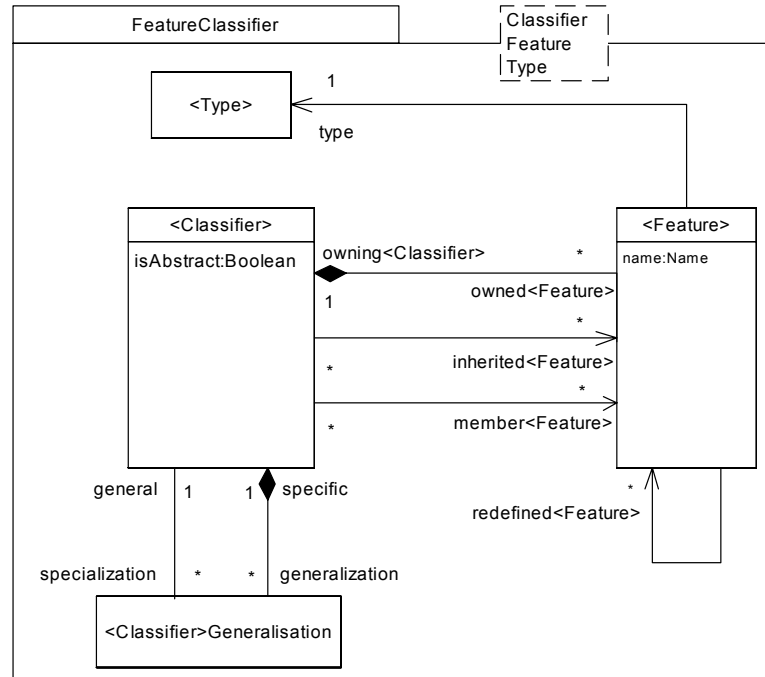 FeatureClassifier
Classifier
Feature
Type
1
<Type>
type
<Classifier>
<Feature>
isAbstract:Boolean
owning<Classifier>
*
name:Name
1
owned<Feature>
*
*
inherited<Feature>
*
*
member<Feature>
general
1
1
specific
*
redefined<Feature>
specialization
*
*
generalization
<Classifier>Generalisation